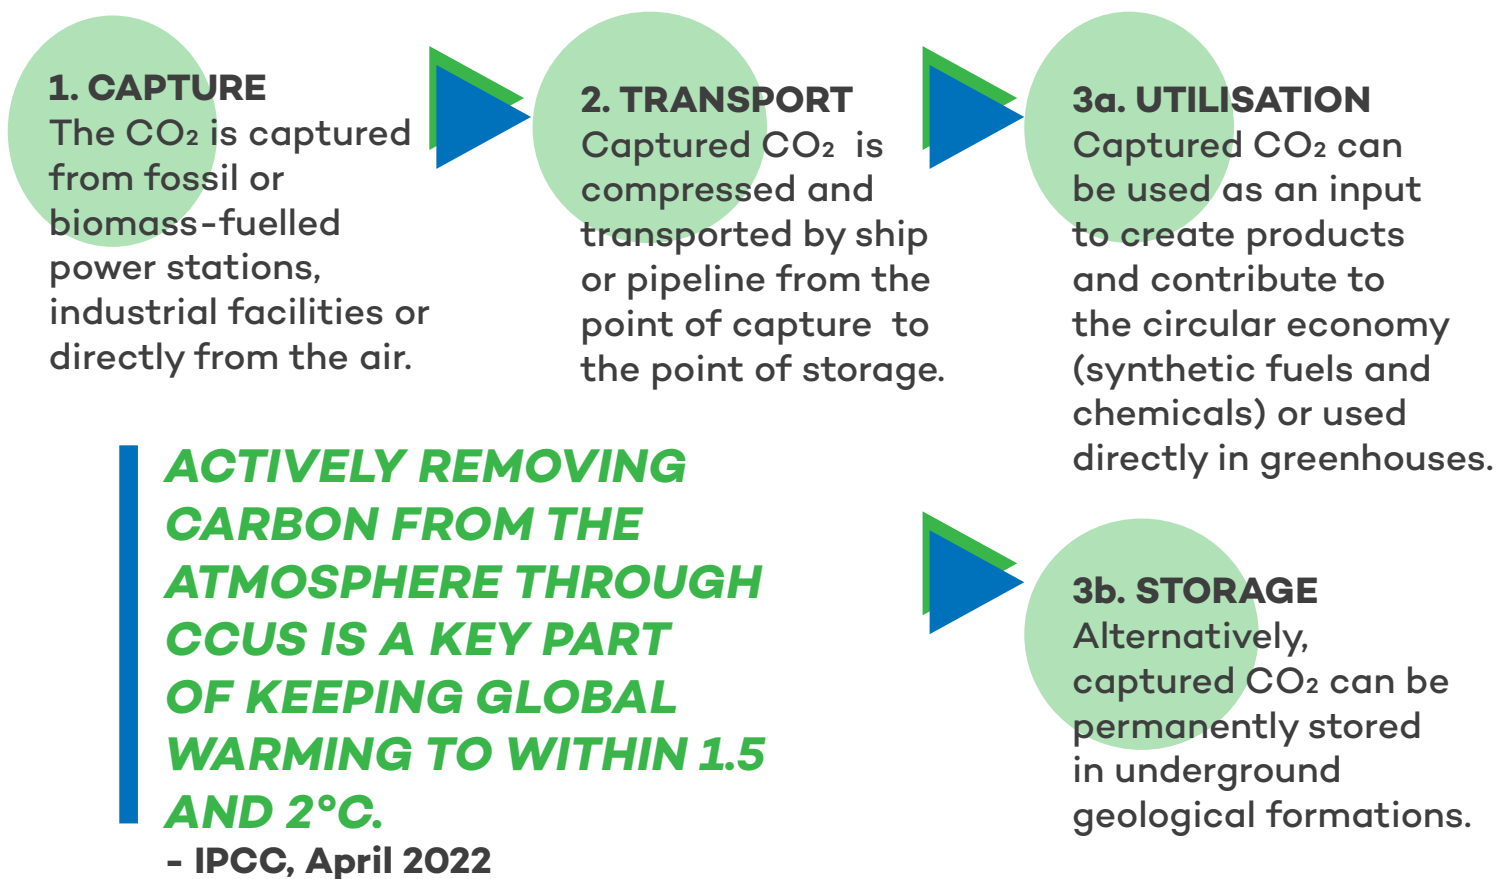 1. CAPTURE
The CO₂ is captured
from fossil or
biomass-fuelled
power stations,
industrial facilities or
directly from the air.
2. TRANSPORT
Captured CO₂ is
compressed and
transported by ship
or pipeline from the
point of capture to
the point of storage.
3a. UTILISATION
Captured CO₂ can
be used as an input
to create products
and contribute to
the circular economy
(synthetic fuels and
chemicals) or used
directly in greenhouses.
ACTIVELY REMOVING
CARBON FROM THE
ATMOSPHERE THROUGH
CCUS IS A KEY PART
OF KEEPING GLOBAL
WARMING TO WITHIN 1.5
AND 2°C.
- IPCC, April 2022
3b. STORAGE
Alternatively,
captured CO₂ can be
permanently stored
in underground
geological formations.